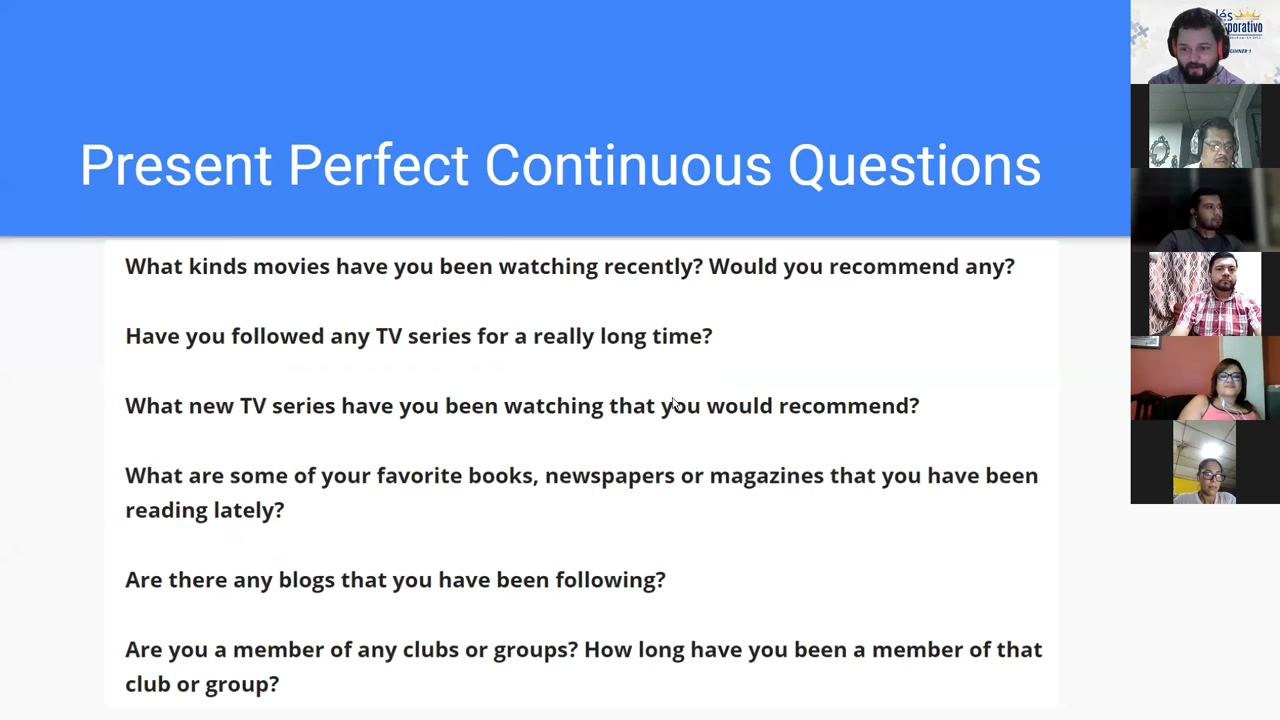 Present Perfect Continuous Questions
What kinds movies have you been watching recently? Would you recommend any?
Have you followed any TV series for a really long time?
What new TV series have you been watching that you would recommend?
What are some of your favorite books, newspapers or magazines that you have been
reading lately?
Are there any blogs that you have been following?
Are you a member of any clubs or groups? How long have you been a member of that
club or group?